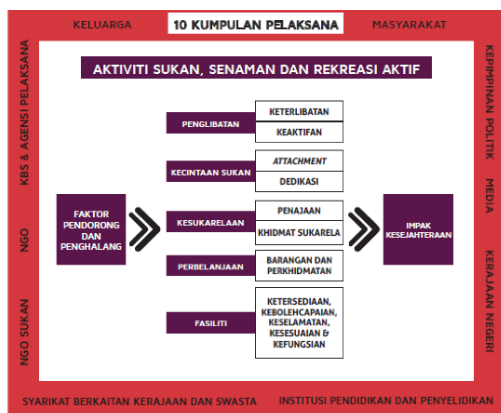 KELUARGA
10 KUMPULAN PELAKSANA
MASYARAKAT
KBS & AGENSI PELAKSANA
NGO
NGO SUKAN
KEPIMPINAN POLITIK
MEDIA
KERAJAAN NEGERI
AKTIVITI SUKAN, SENAMAN DAN REKREASI AKTIF
FAKTOR
PENDORONG
DAN
PENGHALANG
PENGLIBATAN
KETERLIBATAN
KEAKTIFAN
KECINTAAN SUKAN
ATTACHMENT
DEDIKASI
KESUKARELAAN
PENAJAAN
KHIDMAT SUKARELA
PERBELANJAAN
BARANGAN DAN
PERKHIDMATAN
FASILITI
KETERSEDIAAN,
KEBOLEHCAPAIAN,
KESELAMATAN,
KESESUAIAN &
KEFUNGSIAN
IMPAK
KESEJAHTERAAN
SYARIKAT BERKAITAN KERAJAAN DAN SWASTA
INSTITUSI PENDIDIKAN DAN PENYELIDIKAN